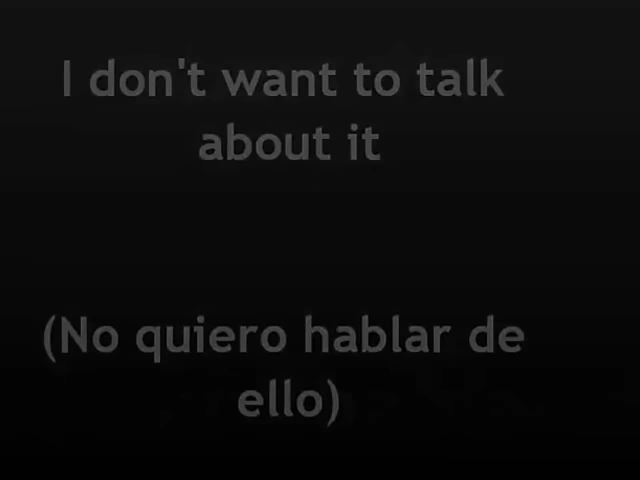 I don't want to talk
about it
(No quiero hablar de
ello)